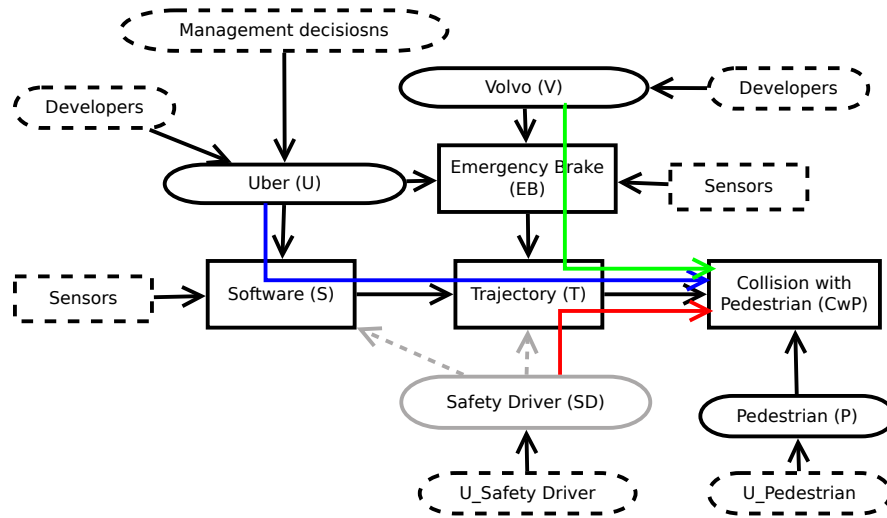 Management decisiosns
Volvo (V)
Developers
Developers
Emergency Brake
(EB)
Uber (U)
Sensors
Sensors
Software (S)
Trajectory (T)
Collision with
Pedestrian (CwP)
Safety Driver (SD)
Pedestrian (P)
U_Safety Driver
U_Pedestrian